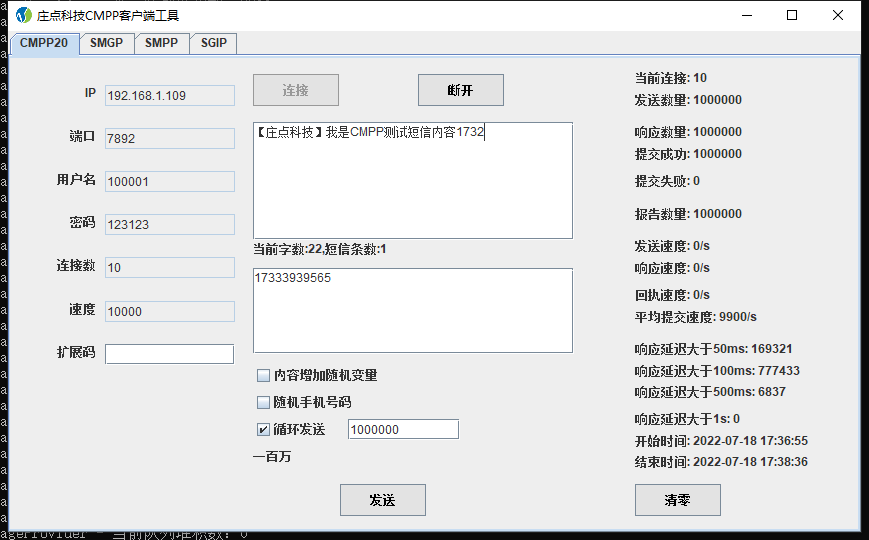 庄点科技CMPP客户端工具
CMPP20 SMGP SMPP SGIP
IP 192.168.1.109
端口 7892
用户名 100001
密码 123123
连接数 10
速度 10000
扩展码
连接 断开
【庄点科技】我是CMPP测试短信内容1732
当前字数:22,短信条数:1
17333939565
内容增加随机变量
随机手机号码
循环发送 1000000
一百万
发送
当前连接: 10
发送数量: 1000000
响应数量: 1000000
提交成功: 1000000
提交失败: 0
报告数量: 1000000
发送速度: 0/s
响应速度: 0/s
回执速度: 0/s
平均提交速度: 9900/s
响应延迟大于50ms: 169321
响应延迟大于100ms: 777433
响应延迟大于500ms: 6837
响应延迟大于1s: 0
开始时间: 2022-07-18 17:36:55
结束时间: 2022-07-18 17:38:36
清零